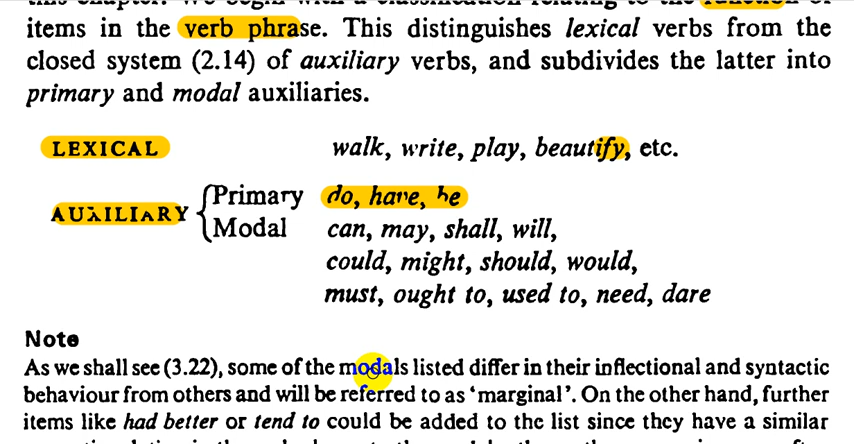 items in the verb phrase. This distinguishes lexical verbs from the
closed system (2.14) of auxiliary verbs, and subdivides the latter into
primary and modal auxiliaries.
LEXICAL walk, write, play, beautify, etc.
AUXILIARY Primary do, have, be
Modal can, may, shall, will,
could, might, should, would,
must, ought to, used to, need, dare
Note
As we shall see (3.22), some of the modals listed differ in their inflectional and syntactic
behaviour from others and will be referred to as ‘marginal’. On the other hand, further
items like had better or tend to could be added to the list since they have a similar